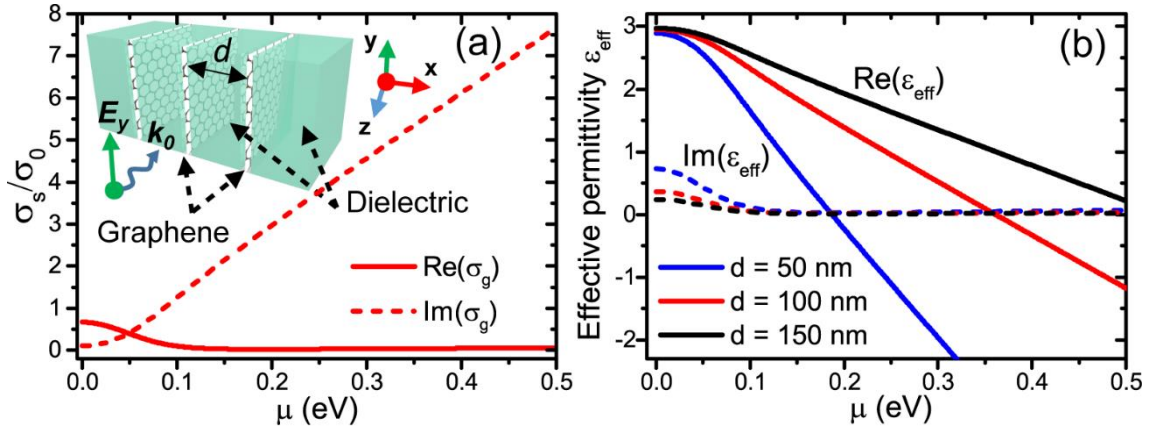 (a)
σs/σ0
8
7
6
5
4
3
2
1
0
0.0 0.1 0.2 0.3 0.4 0.5
μ (eV)
d
y
x
z
Ey
k0
Graphene
Dielectric
Re(σg)
Im(σg)
(b)
Effective permittivity εeff
3
2
1
0
-1
-2
0.0 0.1 0.2 0.3 0.4 0.5
μ (eV)
Re(εeff)
Im(εeff)
d = 50 nm
d = 100 nm
d = 150 nm